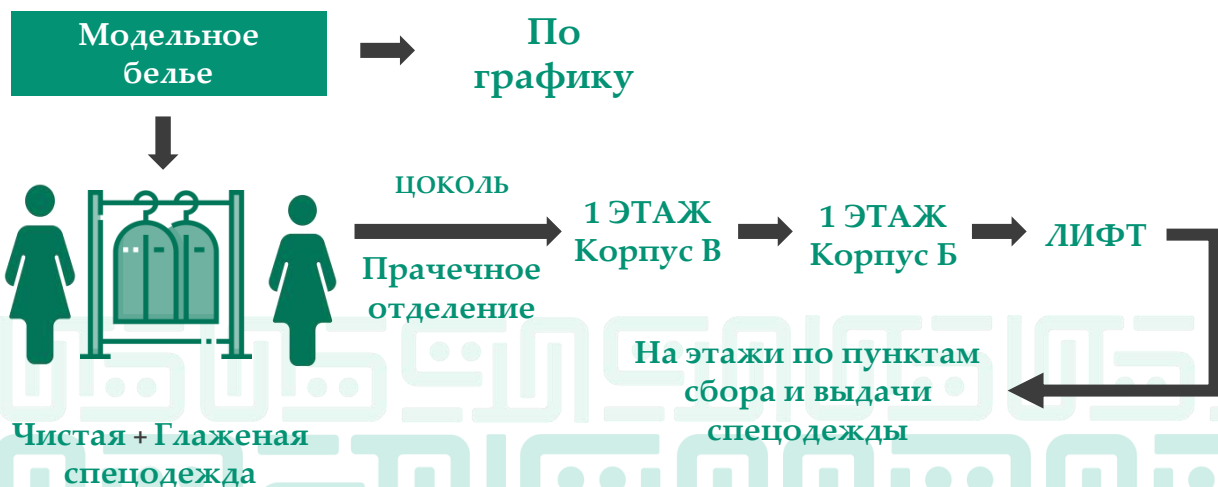 Модельное
белье
По
графику
ЦОКОЛЬ
Прачечное
отделение
1 ЭТАЖ
Корпус В
1 ЭТАЖ
Корпус Б
ЛИФТ
На этажи по пунктам
сбора и выдачи
спецодежды
Чистая + Глаженая
спецодежда